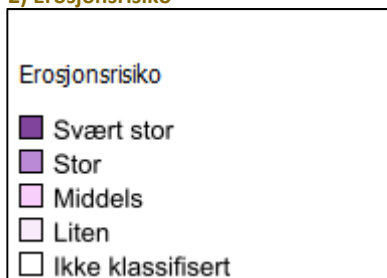 2) Erosjonsrisiko
Erosjonsrisiko
Svært stor
Stor
Middels
Liten
Ikke klassifisert